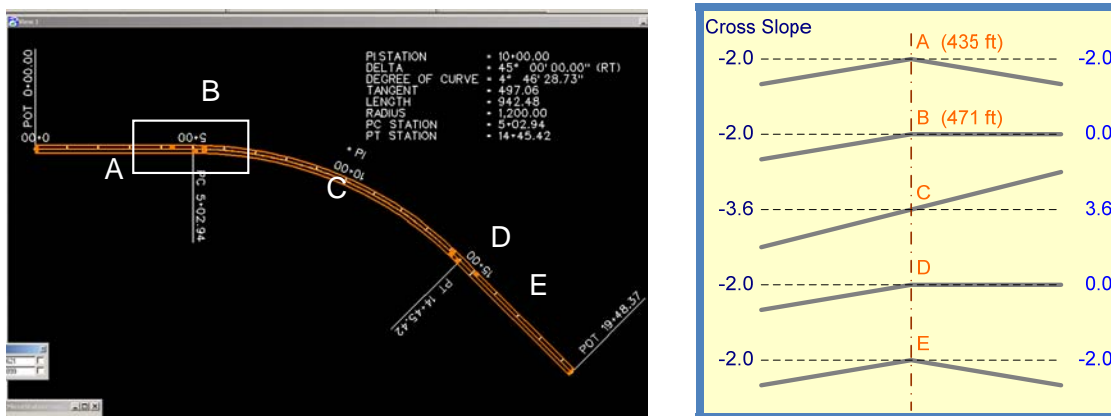 View 1
POT 0+00.00
0+00
B
5+00
A
PC 5+02.94
PI STATION = 10+00.00
DELTA = 45° 00' 00.00" (RT)
DEGREE OF CURVE = 4° 46' 28.73"
TANGENT = 497.06
LENGTH = 942.48
RADIUS = 1,200.00
PC STATION = 5+02.94
PT STATION = 14+45.42
* PI
10+00
C
D
15+00
E
PT 14+45.42
POT 19+48.37
Cross Slope
A (435 ft)
-2.0 -2.0
B (471 ft)
-2.0 0.0
C
-3.6 3.6
D
-2.0 0.0
E
-2.0 -2.0